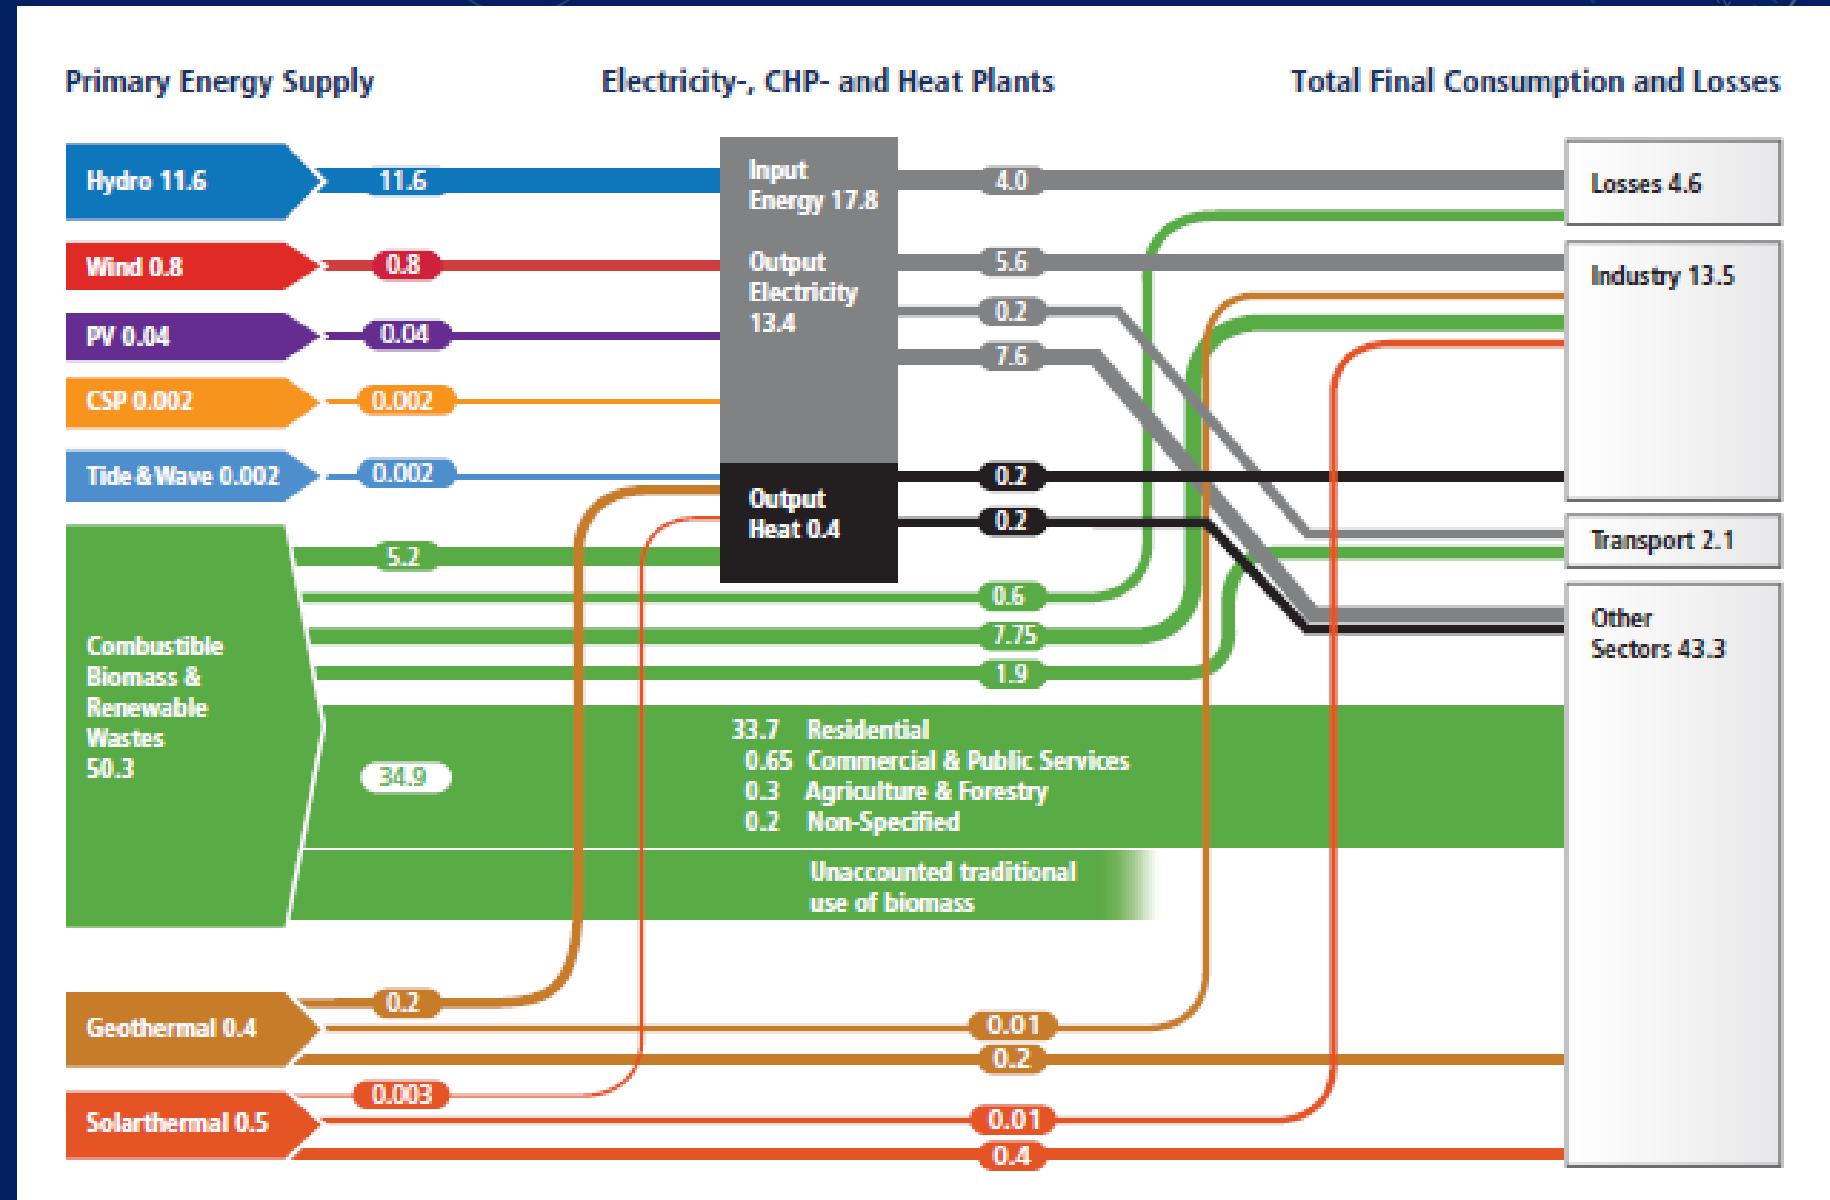 Primary Energy Supply
Electricity-, CHP- and Heat Plants
Total Final Consumption and Losses
Hydro 11.6
11.6
Input
Energy 17.8
4.0
Losses 4.6
Wind 0.8
0.8
Output
Electricity
13.4
5.6
Industry 13.5
PV 0.04
0.04
0.2
7.6
CSP 0.002
0.002
Tide & Wave 0.002
0.002
Output
Heat 0.4
0.2
0.2
Transport 2.1
Combustible
Biomass &
Renewable
Wastes
50.3
5.2
0.6
7.75
1.9
Other
Sectors 43.3
34.9
33.7 Residential
0.65 Commercial & Public Services
0.3 Agriculture & Forestry
0.2 Non-Specified
Unaccounted traditional
use of biomass
Geothermal 0.4
0.2
0.01
0.2
Solarthermal 0.5
0.003
0.01
0.4